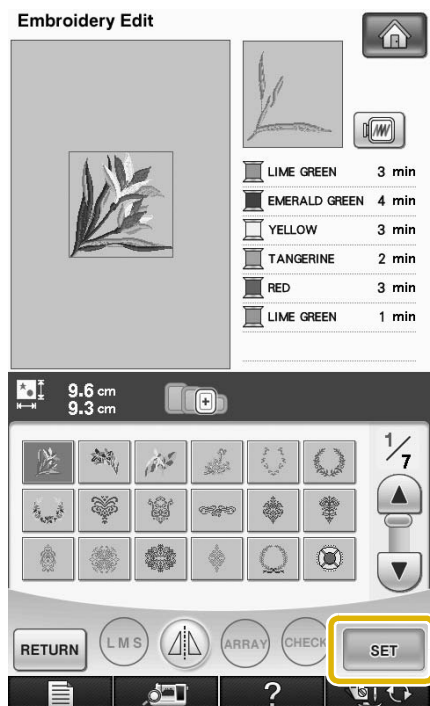 Embroidery Edit
LIME GREEN 3 min
EMERALD GREEN 4 min
YELLOW 3 min
TANGERINE 2 min
RED 3 min
LIME GREEN 1 min
9.6 cm
9.3 cm
1/7
RETURN
L M S
ARRAY
CHECK
SET
?